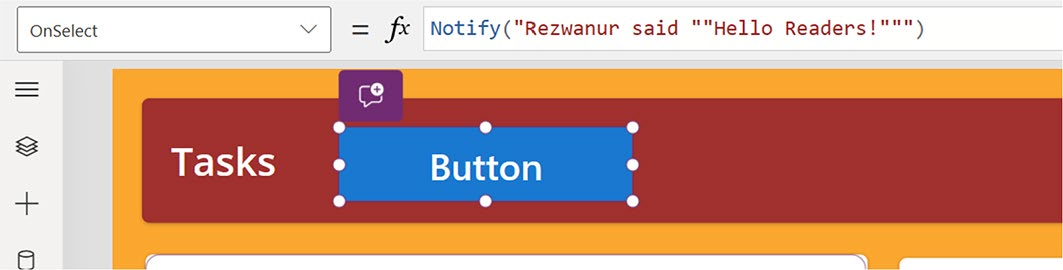 OnSelect = fx Notify("Rezwanur said ""Hello Readers!""")
Tasks Button